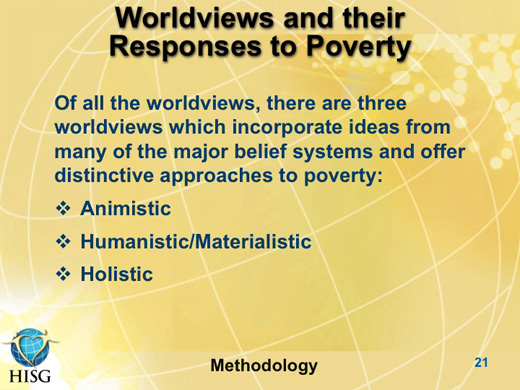 Worldviews and their
Responses to Poverty
Of all the worldviews, there are three
worldviews which incorporate ideas from
many of the major belief systems and offer
distinctive approaches to poverty:
❖ Animistic
❖ Humanistic/Materialistic
❖ Holistic
HISG
Methodology
21